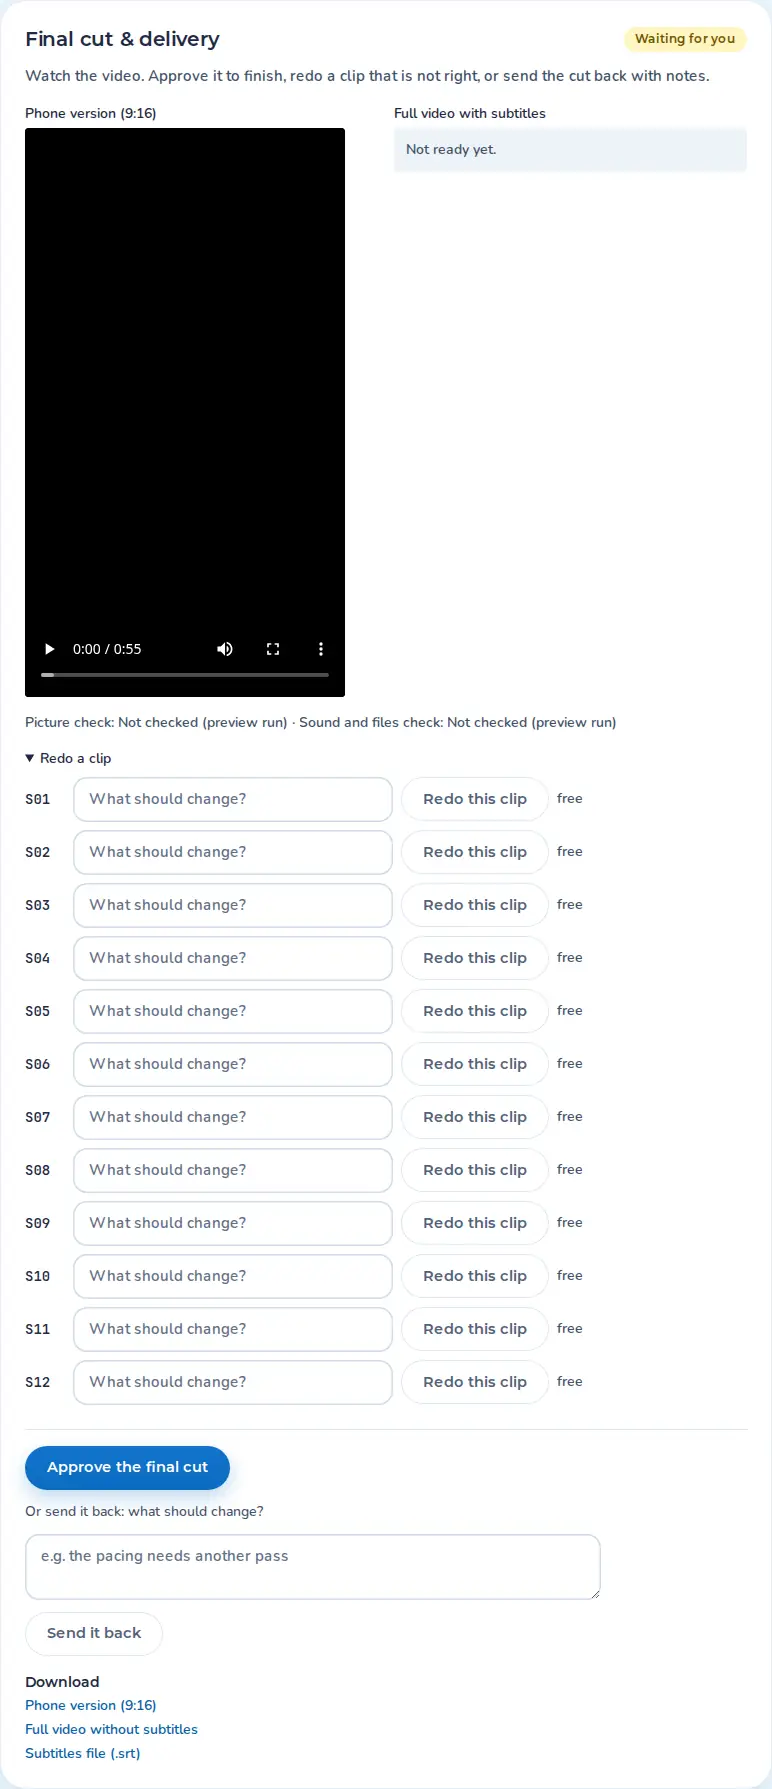 Final cut & delivery
Waiting for you
Watch the video. Approve it to finish, redo a clip that is not right, or send the cut back with notes.
Phone version (9:16)
Full video with subtitles
Not ready yet.
0:00 / 0:55
Picture check: Not checked (preview run) · Sound and files check: Not checked (preview run)
▼ Redo a clip
S01 What should change? Redo this clip free
S02 What should change? Redo this clip free
S03 What should change? Redo this clip free
S04 What should change? Redo this clip free
S05 What should change? Redo this clip free
S06 What should change? Redo this clip free
S07 What should change? Redo this clip free
S08 What should change? Redo this clip free
S09 What should change? Redo this clip free
S10 What should change? Redo this clip free
S11 What should change? Redo this clip free
S12 What should change? Redo this clip free
Approve the final cut
Or send it back: what should change?
e.g. the pacing needs another pass
Send it back
Download
Phone version (9:16)
Full video without subtitles
Subtitles file (.srt)